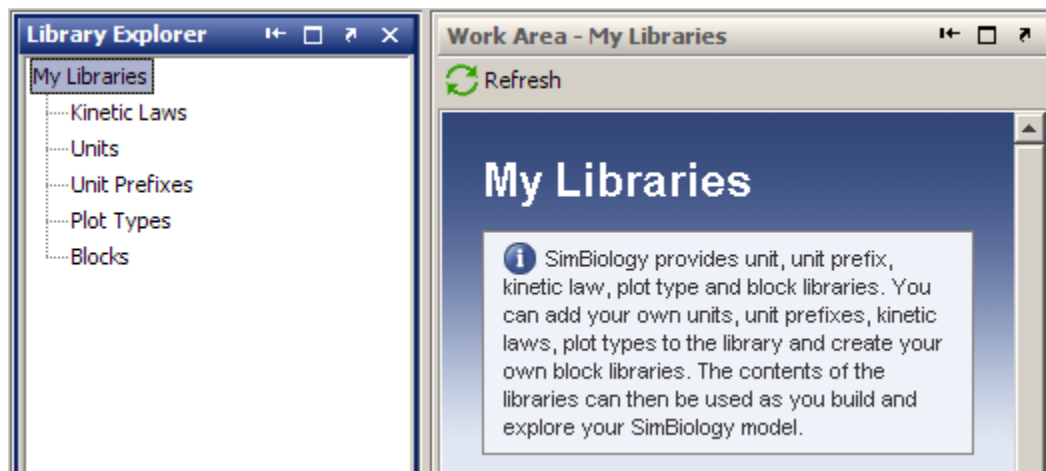 Library Explorer
My Libraries
Kinetic Laws
Units
Unit Prefixes
Plot Types
Blocks
Work Area - My Libraries
Refresh
My Libraries
SimBiology provides unit, unit prefix,
kinetic law, plot type and block libraries. You
can add your own units, unit prefixes, kinetic
laws, plot types to the library and create your
own block libraries. The contents of the
libraries can then be used as you build and
explore your SimBiology model.